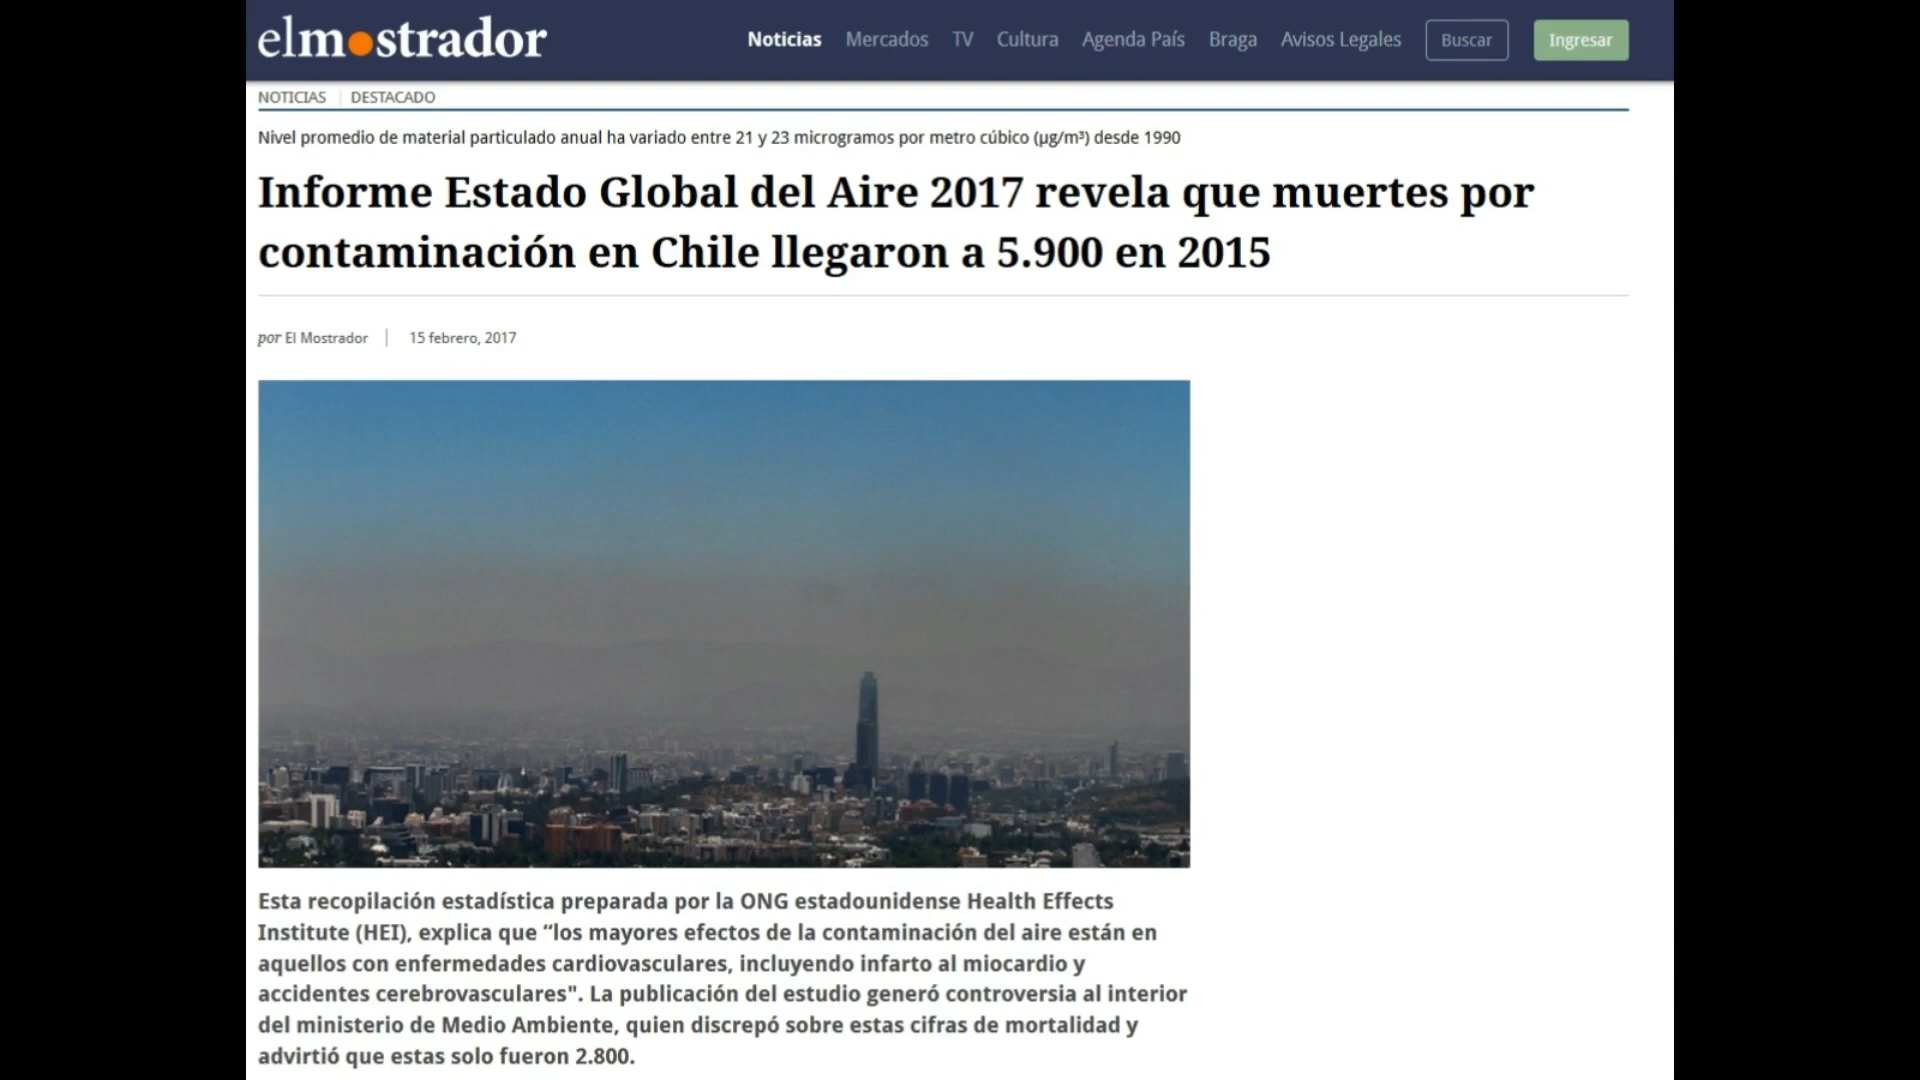 elmostrador
Noticias Mercados TV Cultura Agenda País Braga Avisos Legales Buscar Ingresar
NOTICIAS DESTACADO
Nivel promedio de material particulado anual ha variado entre 21 y 23 microgramos por metro cúbico (µg/m³) desde 1990
Informe Estado Global del Aire 2017 revela que muertes por
contaminación en Chile llegaron a 5.900 en 2015
por El Mostrador 15 febrero, 2017
Esta recopilación estadística preparada por la ONG estadounidense Health Effects
Institute (HEI), explica que “los mayores efectos de la contaminación del aire están en
aquellos con enfermedades cardiovasculares, incluyendo infarto al miocardio y
accidentes cerebrovasculares". La publicación del estudio generó controversia al interior
del ministerio de Medio Ambiente, quien discrepó sobre estas cifras de mortalidad y
advirtió que estas solo fueron 2.800.